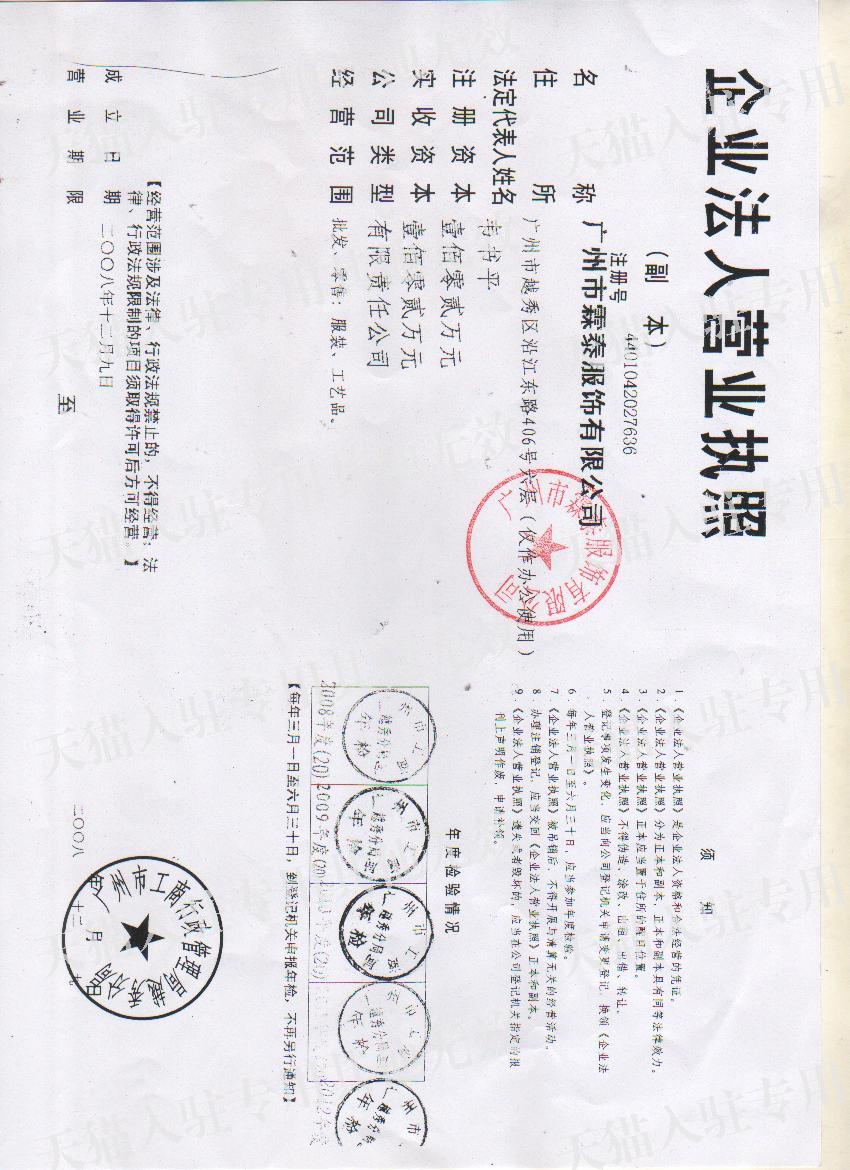 企业法人营业执照
（副 本）
注册号 4401042027636
名 称 广州市霖泰服饰有限公司
住 所 广州市越秀区沿江东路406号六层（仅作办公使用）
法定代表人姓名 韦书平
注册资本 壹佰零贰万元
实收资本 壹佰零贰万元
公司类型 有限责任公司
经营范围 批发、零售：服装、工艺品。
【经营范围涉及法律、行政法规禁止的，不得经营；法
律、行政法规限制的项目须取得许可后方可经营。】
成立日期 二〇〇八年十二月九日
营业期限 至
广州市霖泰服饰有限公司
须 知
1．《企业法人营业执照》是企业法人资格和合法经营的凭证。
2．《企业法人营业执照》分为正本和副本，正本和副本具有同等法律效力。
3．《企业法人营业执照》正本应当置于住所的醒目位置。
4．《企业法人营业执照》不得伪造、涂改、出租、出借、转让。
5．登记事项发生变化，应当向公司登记机关申请变更登记，换领《企业法
人营业执照》。
6．每年三月一日至六月三十日，应当参加年度检验。
7．《企业法人营业执照》被吊销后，不得开展与清算无关的经营活动。
8．办理注销登记，应当交回《企业法人营业执照》正本和副本。
9．《企业法人营业执照》遗失或者毁坏的，应当在公司登记机关指定的报
刊上声明作废，申请补领。
年度检验情况
2008年度(20) 2009年度(20) 年度(20) 2012年度
【每年三月一日至六月三十日，到登记机关申报年检，不再另行通知】
广州市工商行政管理局
越秀分局
二〇〇八 年 十二 月 日
天猫入驻专用